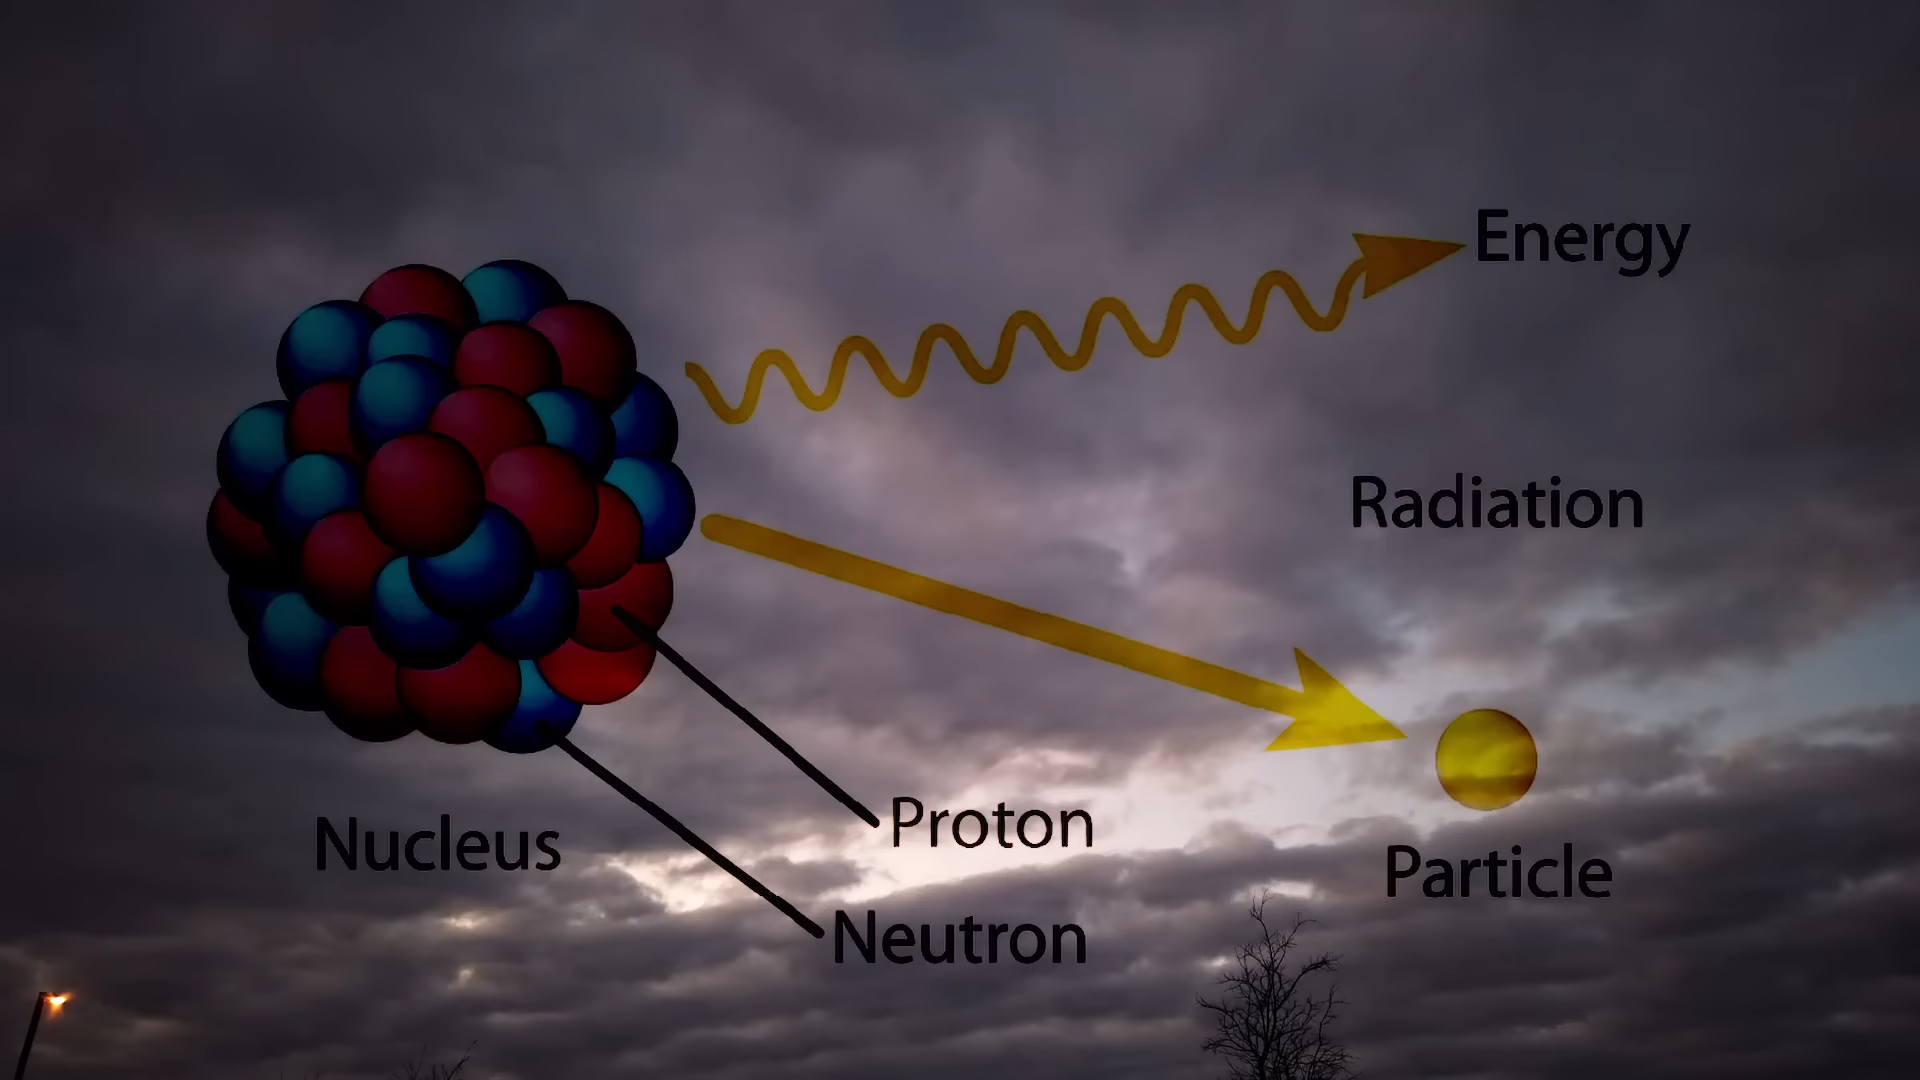 Energy
Radiation
Proton
Nucleus
Particle
Neutron